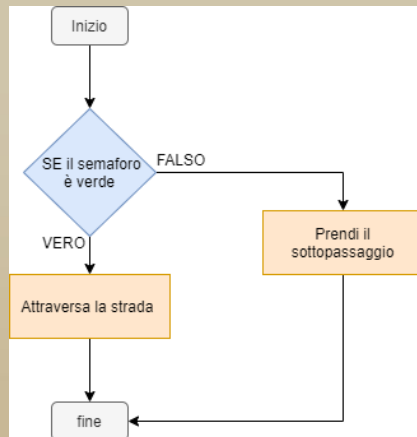 Inizio
SE il semaforo
è verde
FALSO
VERO
Prendi il
sottopassaggio
Attraversa la strada
fine